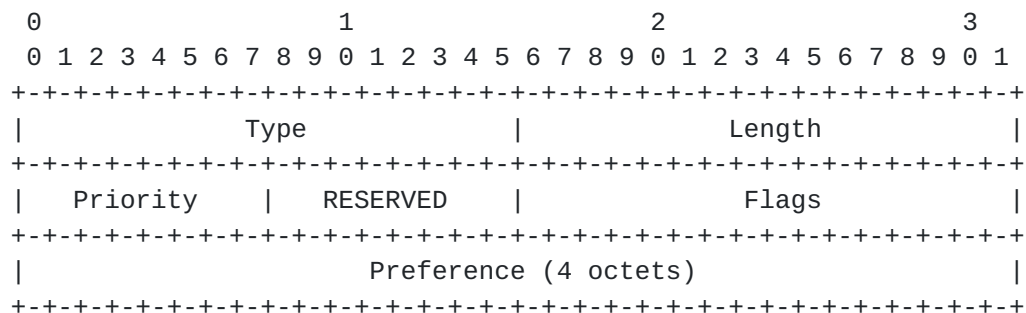 0                   1                   2                   3
 0 1 2 3 4 5 6 7 8 9 0 1 2 3 4 5 6 7 8 9 0 1 2 3 4 5 6 7 8 9 0 1
+-+-+-+-+-+-+-+-+-+-+-+-+-+-+-+-+-+-+-+-+-+-+-+-+-+-+-+-+-+-+-+-+
|              Type             |             Length            |
+-+-+-+-+-+-+-+-+-+-+-+-+-+-+-+-+-+-+-+-+-+-+-+-+-+-+-+-+-+-+-+-+
|   Priority    |   RESERVED    |              Flags            |
+-+-+-+-+-+-+-+-+-+-+-+-+-+-+-+-+-+-+-+-+-+-+-+-+-+-+-+-+-+-+-+-+
|                      Preference (4 octets)                    |
+-+-+-+-+-+-+-+-+-+-+-+-+-+-+-+-+-+-+-+-+-+-+-+-+-+-+-+-+-+-+-+-+